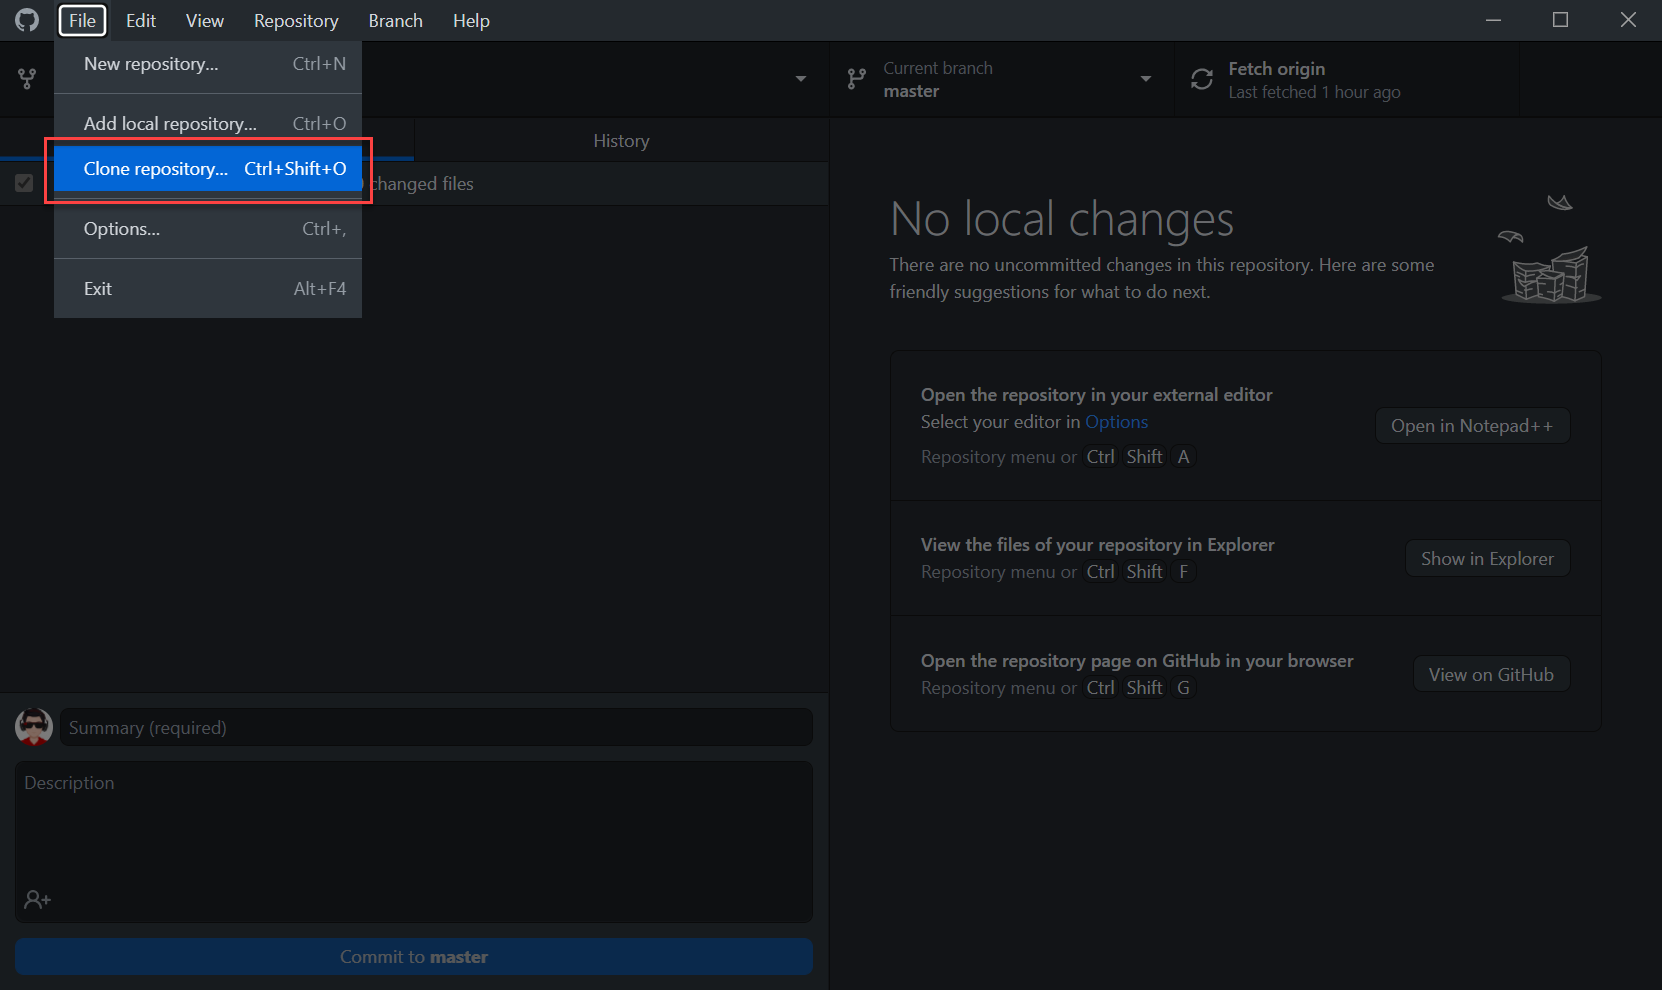 File Edit View Repository Branch Help
New repository... Ctrl+N
Add local repository... Ctrl+O
Clone repository... Ctrl+Shift+O
Options... Ctrl+,
Exit Alt+F4
Current branch
master
Fetch origin
Last fetched 1 hour ago
History
changed files
No local changes
There are no uncommitted changes in this repository. Here are some
friendly suggestions for what to do next.
Open the repository in your external editor
Select your editor in Options
Repository menu or Ctrl Shift A
Open in Notepad++
View the files of your repository in Explorer
Repository menu or Ctrl Shift F
Show in Explorer
Open the repository page on GitHub in your browser
Repository menu or Ctrl Shift G
View on GitHub
Summary (required)
Description
Commit to master